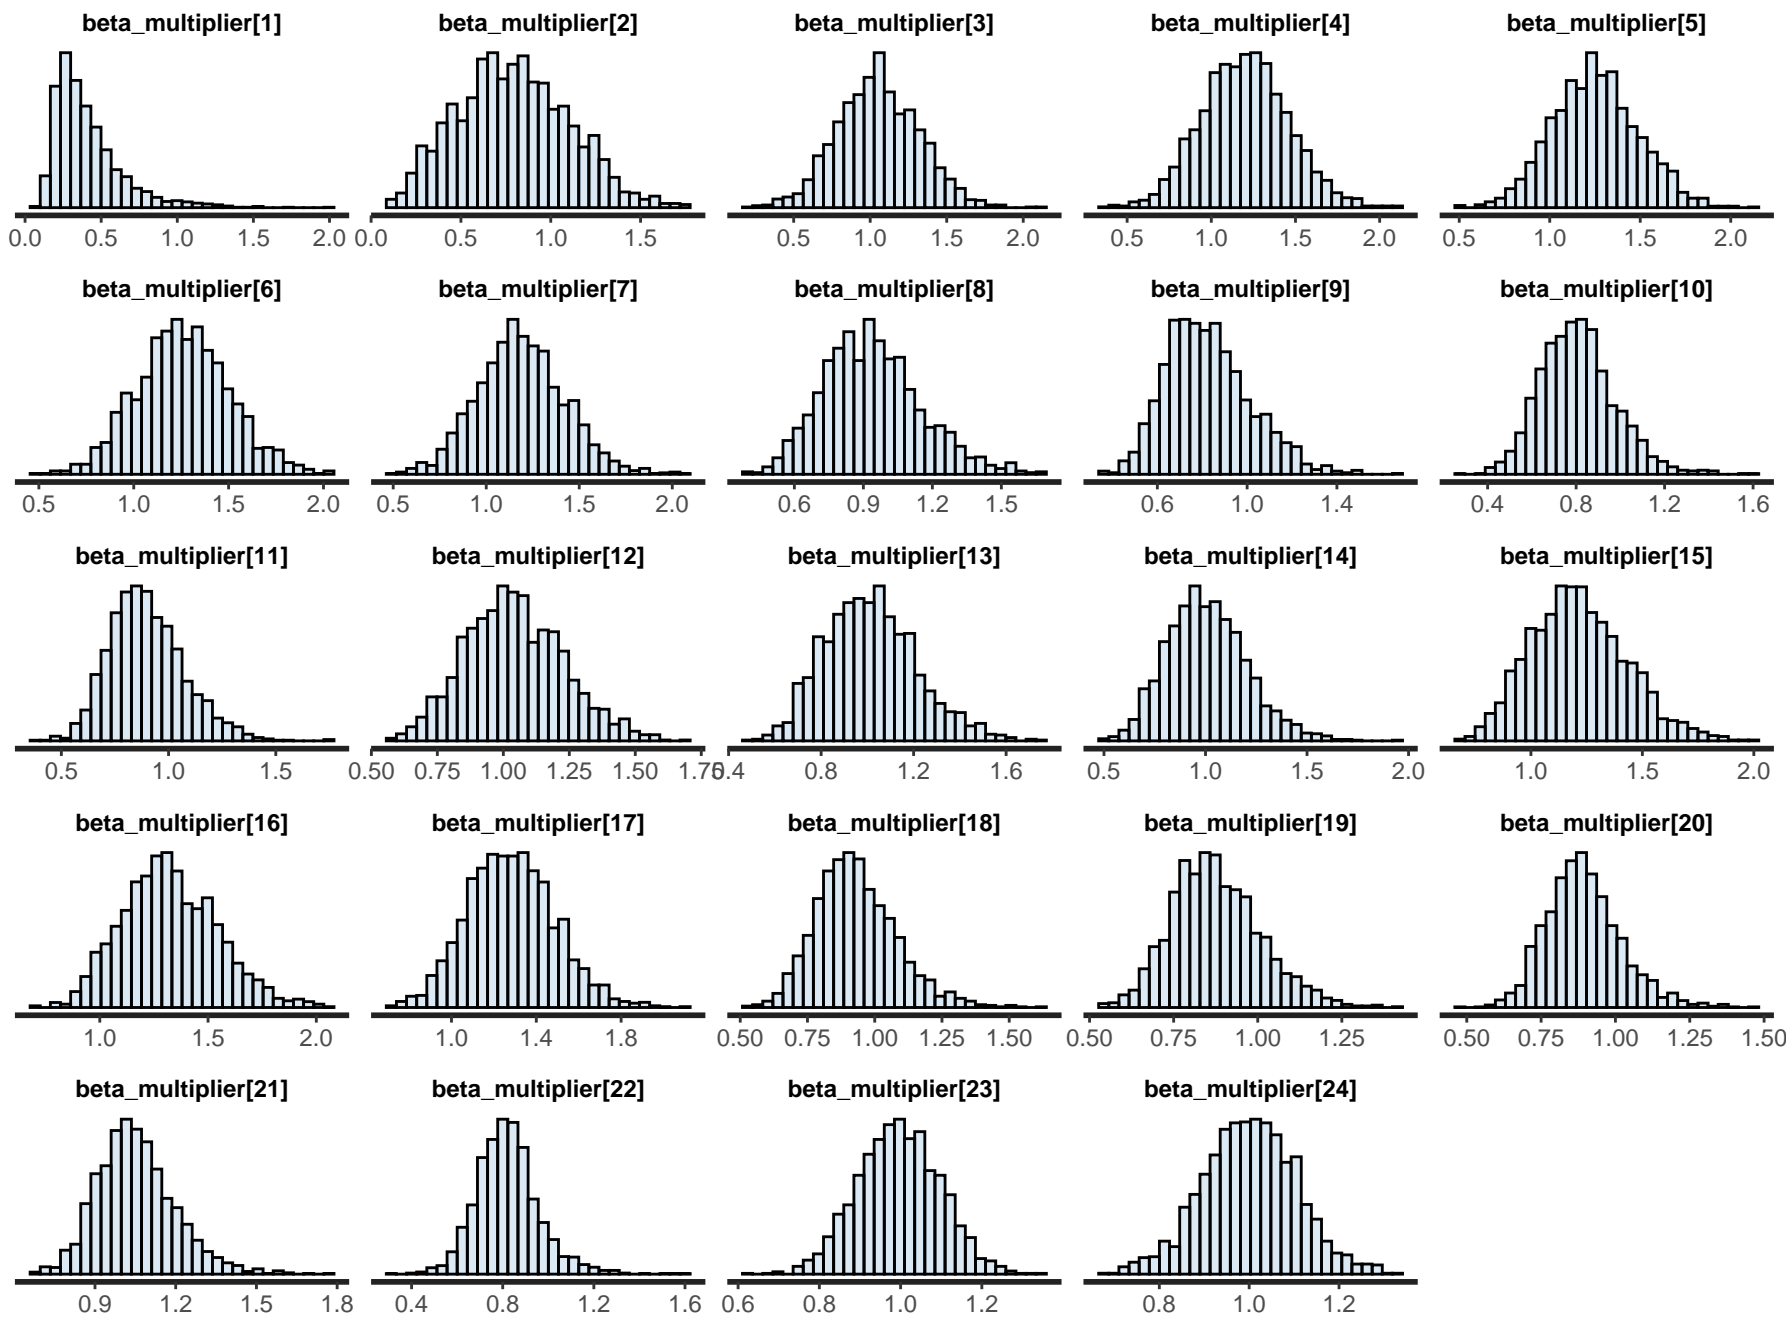 beta_multiplier[1] beta_multiplier[2] beta_multiplier[3] beta_multiplier[4] beta_multiplier[5]
0.0 0.5 1.0 1.5 2.0 0.0 0.5 1.0 1.5 0.5 1.0 1.5 2.0 0.5 1.0 1.5 2.0 0.5 1.0 1.5 2.0
beta_multiplier[6] beta_multiplier[7] beta_multiplier[8] beta_multiplier[9] beta_multiplier[10]
0.5 1.0 1.5 2.0 0.5 1.0 1.5 2.0 0.6 0.9 1.2 1.5 0.6 1.0 1.4 0.4 0.8 1.2 1.6
beta_multiplier[11] beta_multiplier[12] beta_multiplier[13] beta_multiplier[14] beta_multiplier[15]
0.5 1.0 1.5 0.50 0.75 1.00 1.25 1.50 1.75 0.4 0.8 1.2 1.6 0.5 1.0 1.5 2.0 1.0 1.5 2.0
beta_multiplier[16] beta_multiplier[17] beta_multiplier[18] beta_multiplier[19] beta_multiplier[20]
1.0 1.5 2.0 1.0 1.4 1.8 0.50 0.75 1.00 1.25 1.50 0.50 0.75 1.00 1.25 0.50 0.75 1.00 1.25 1.50
beta_multiplier[21] beta_multiplier[22] beta_multiplier[23] beta_multiplier[24]
0.9 1.2 1.5 1.8 0.4 0.8 1.2 1.6 0.6 0.8 1.0 1.2 0.8 1.0 1.2